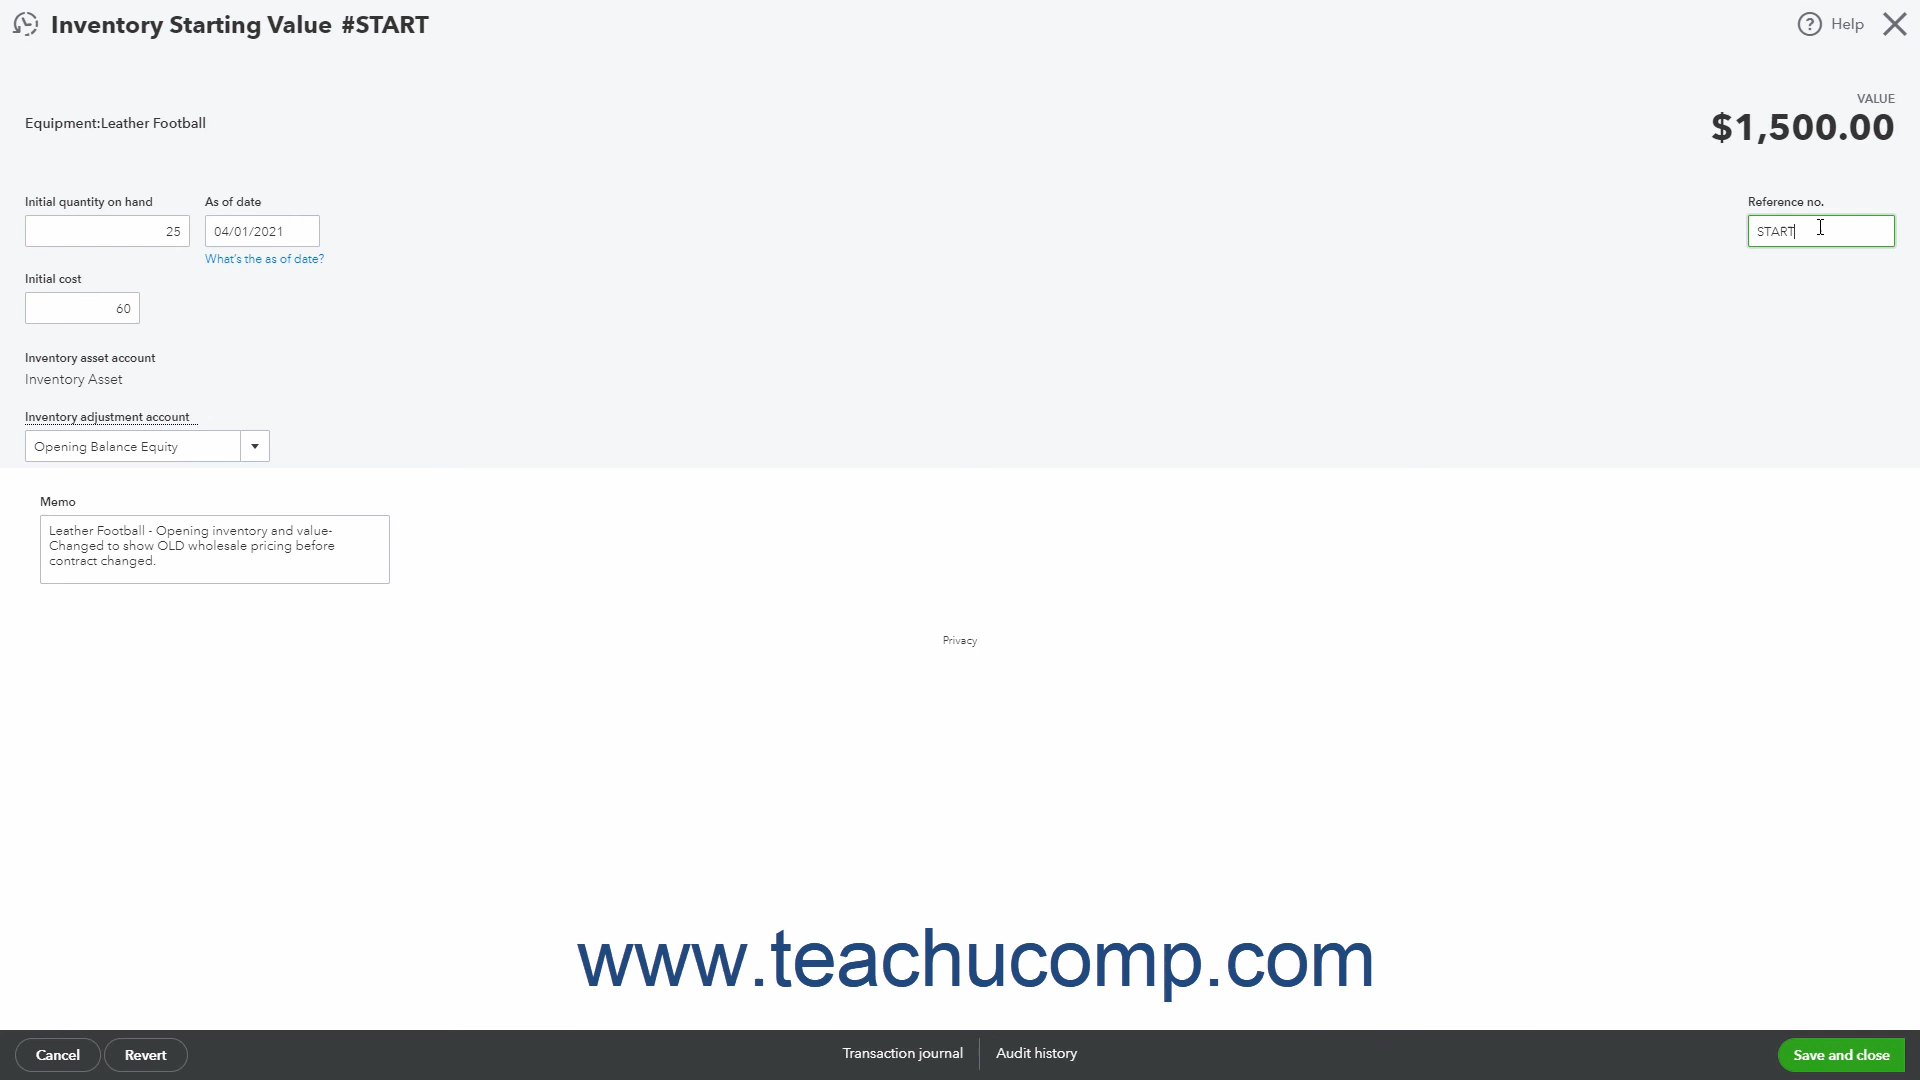 Inventory Starting Value #START
Help
VALUE
Equipment:Leather Football
$1,500.00
Initial quantity on hand
As of date
Reference no.
25
04/01/2021
START
What's the as of date?
Initial cost
60
Inventory asset account
Inventory Asset
Inventory adjustment account
Opening Balance Equity
Memo
Leather Football - Opening inventory and value-
Changed to show OLD wholesale pricing before
contract changed.
Privacy
www.teachucomp.com
Cancel
Revert
Transaction journal
Audit history
Save and close